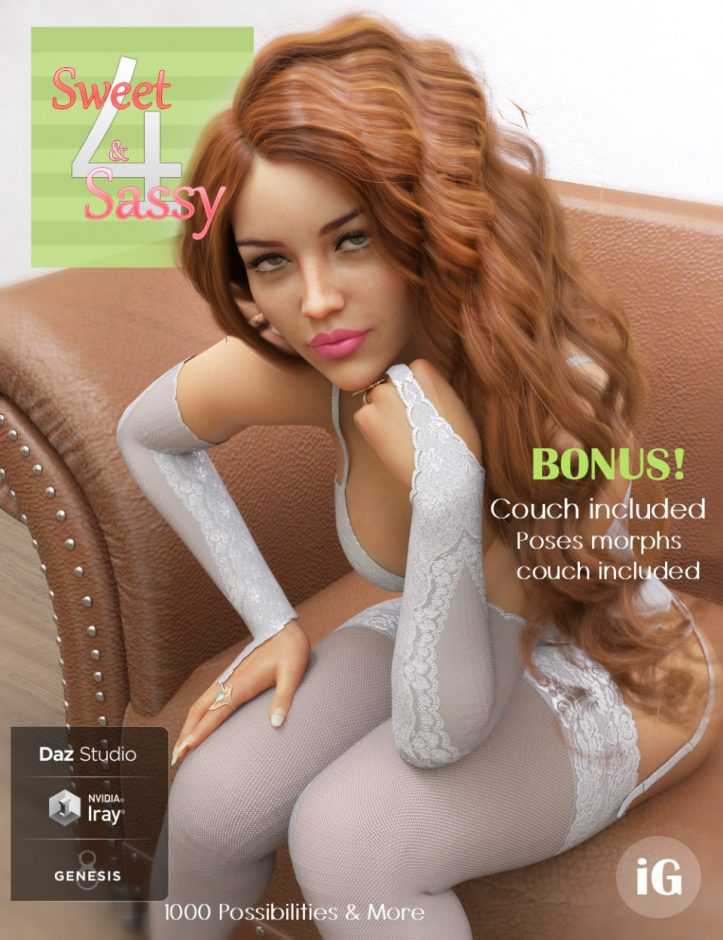 Sweet
4
&
Sassy
BONUS!
Couch included
Poses morphs
couch included
Daz Studio
NVIDIA®
Iray®
8
GENESIS
iG
1000 Possibilities & More